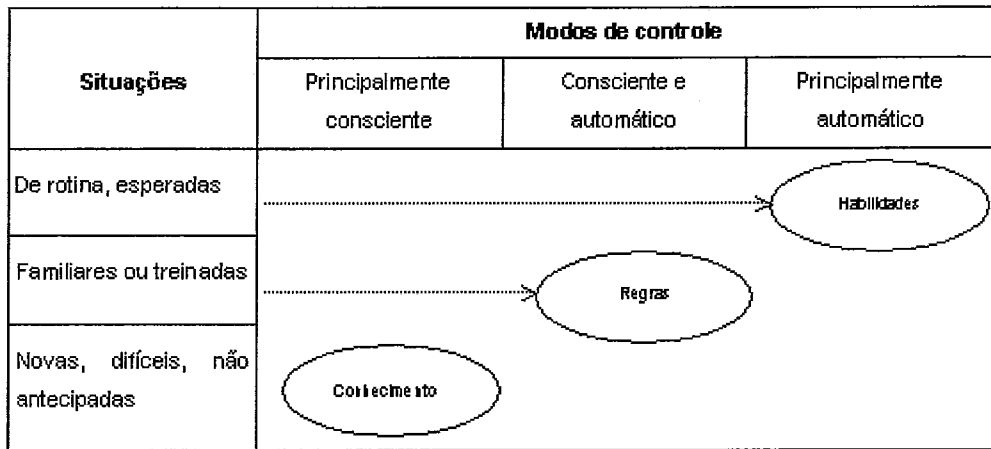 Modos de controle
Situações
Principalmente
consciente
Consciente e
automático
Principalmente
automático
De rotina, esperadas
Habilidades
Familiares ou treinadas
Regras
Novas, difíceis, não
antecipadas
Conhecimento